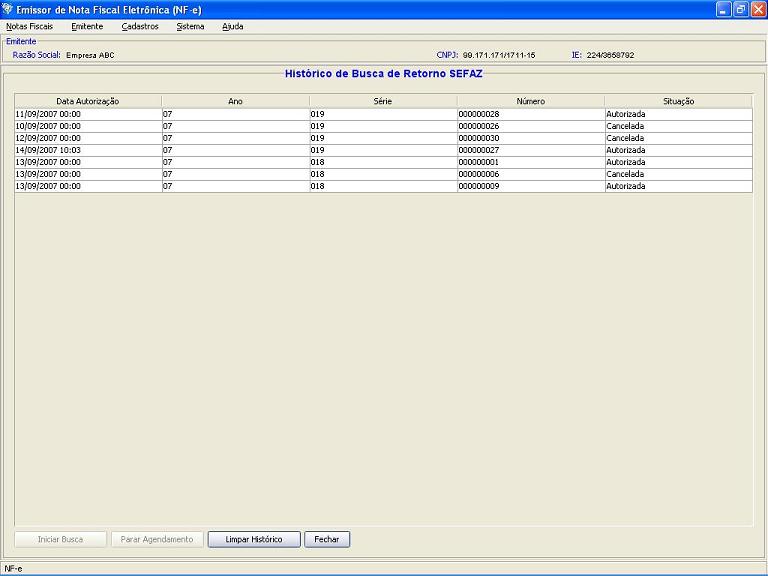 Emissor de Nota Fiscal Eletrônica (NF-e)
Notas Fiscais Emitente Cadastros Sistema Ajuda
Emitente
Razão Social: Empresa ABC CNPJ: 99.171.171/1711-15 IE: 224/3658792
Histórico de Busca de Retorno SEFAZ
Data Autorização Ano Série Número Situação
11/09/2007 00:00 07 019 000000028 Autorizada
10/09/2007 00:00 07 019 000000026 Cancelada
12/09/2007 00:00 07 019 000000030 Cancelada
14/09/2007 10:03 07 019 000000027 Autorizada
13/09/2007 00:00 07 018 000000001 Autorizada
13/09/2007 00:00 07 018 000000006 Cancelada
13/09/2007 00:00 07 018 000000009 Autorizada
Iniciar Busca Parar Agendamento Limpar Histórico Fechar
NF-e